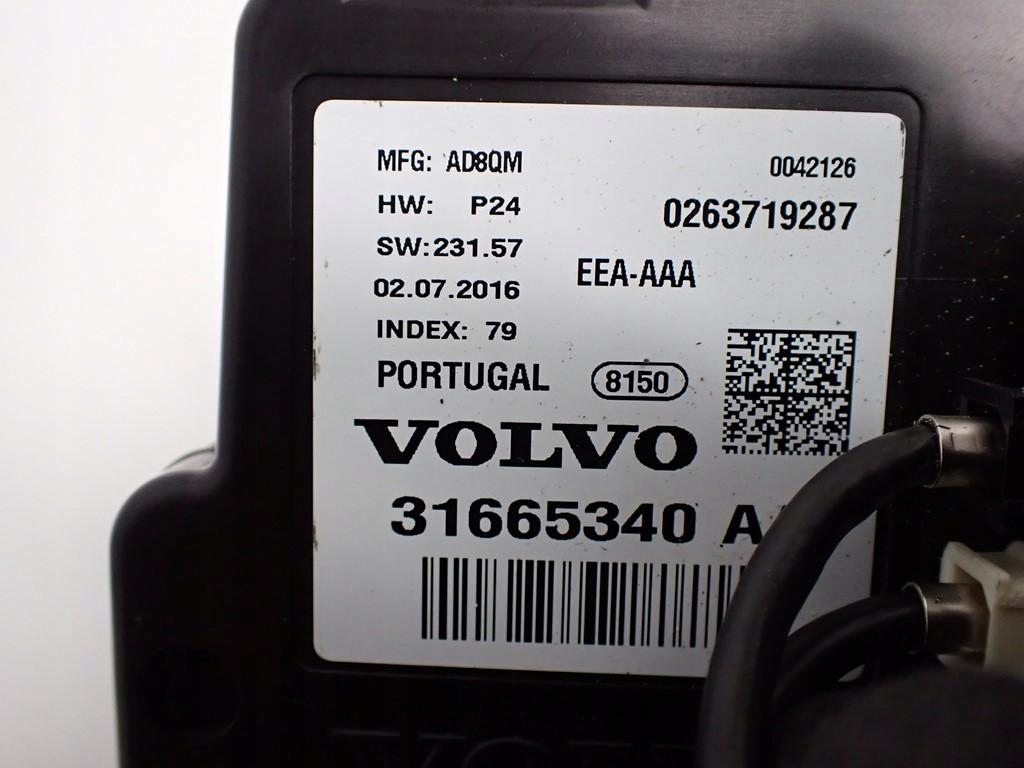 MFG: AD8QM 0042126
HW: P24 0263719287
SW:231.57
EEA-AAA
02.07.2016
INDEX: 79
PORTUGAL 8150
VOLVO
31665340